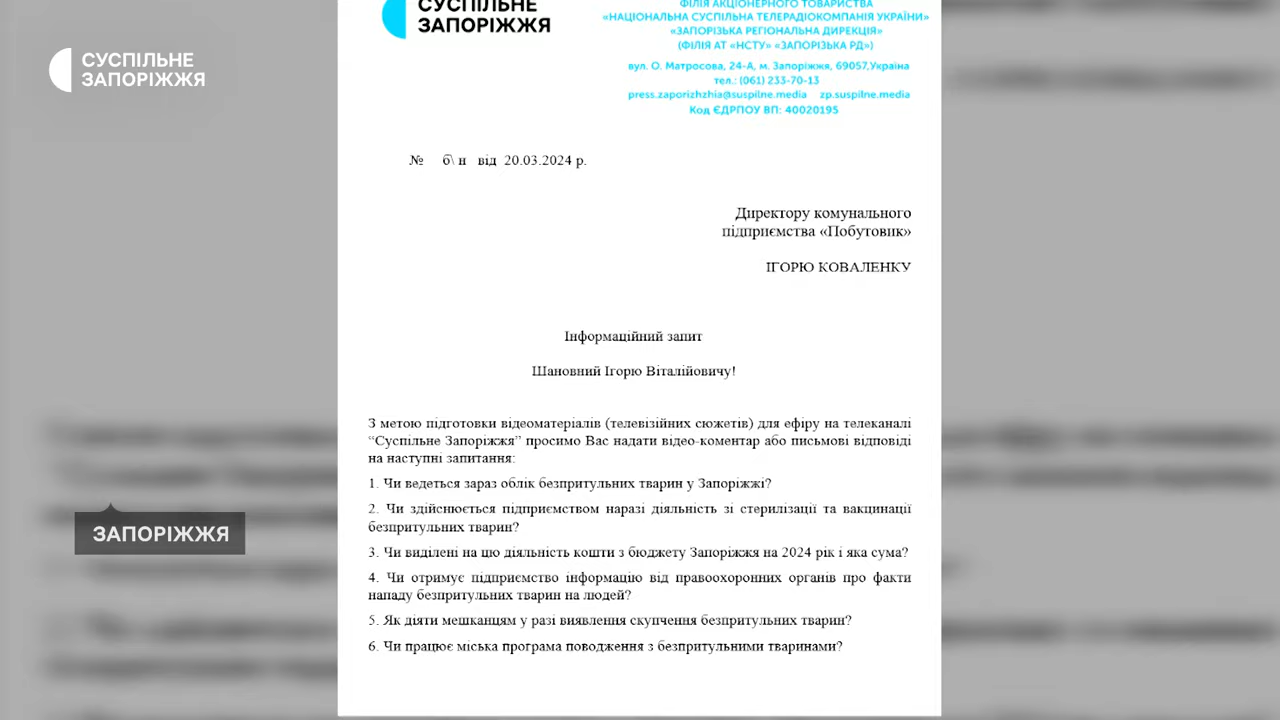 СУСПІЛЬНЕ
ЗАПОРІЖЖЯ
СУСПІЛЬНЕ
ЗАПОРІЖЖЯ
ФІЛІЯ АКЦІОНЕРНОГО ТОВАРИСТВА
«НАЦІОНАЛЬНА СУСПІЛЬНА ТЕЛЕРАДІОКОМПАНІЯ УКРАЇНИ»
«ЗАПОРІЗЬКА РЕГІОНАЛЬНА ДИРЕКЦІЯ»
(ФІЛІЯ АТ «НСТУ» «ЗАПОРІЗЬКА РД»)
вул. О. Матросова, 24-А, м. Запоріжжя, 69057,Україна
тел.: (061) 233-70-13
press.zaporizhzhia@suspilne.media zp.suspilne.media
Код ЄДРПОУ ВП: 40020195
№ б\ н від 20.03.2024 р.
Директору комунального
підприємства «Побутовик»
ІГОРЮ КОВАЛЕНКУ
Інформаційний запит
Шановний Ігорю Віталійовичу!
З метою підготовки відеоматеріалів (телевізійних сюжетів) для ефіру на телеканалі
“Суспільне Запоріжжя” просимо Вас надати відео-коментар або письмові відповіді
на наступні запитання:
1. Чи ведеться зараз облік безпритульних тварин у Запоріжжі?
2. Чи здійснюється підприємством наразі діяльність зі стерилізації та вакцинації
безпритульних тварин?
3. Чи виділені на цю діяльність кошти з бюджету Запоріжжя на 2024 рік і яка сума?
4. Чи отримує підприємство інформацію від правоохоронних органів про факти
нападу безпритульних тварин на людей?
5. Як діяти мешканцям у разі виявлення скупчення безпритульних тварин?
6. Чи працює міська програма поводження з безпритульними тваринами?
ЗАПОРІЖЖЯ